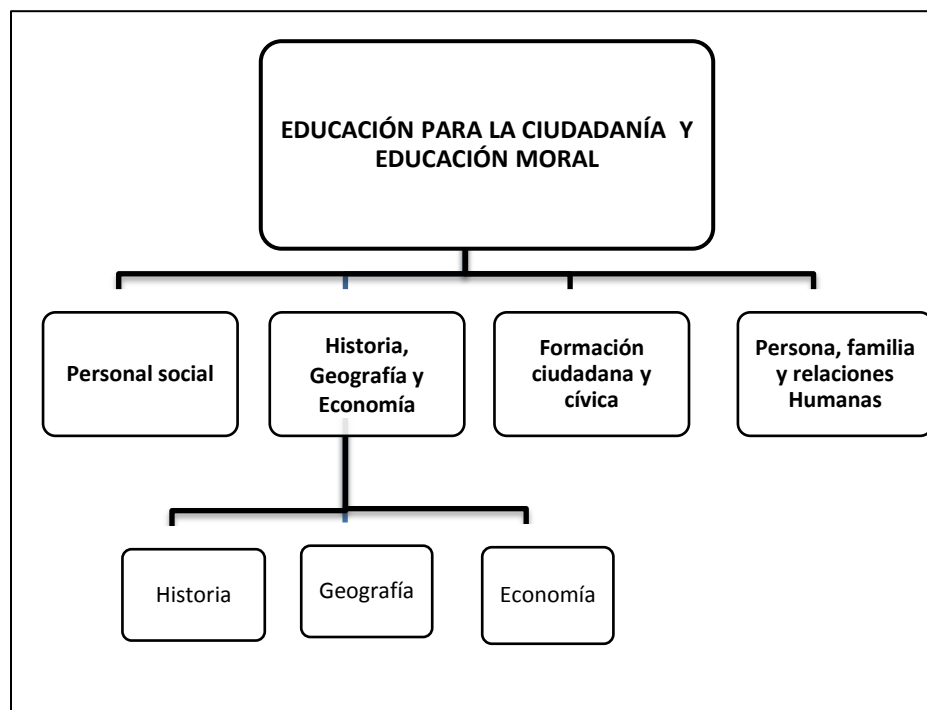 EDUCACIÓN PARA LA CIUDADANÍA Y
EDUCACIÓN MORAL
Personal social
Historia,
Geografía y
Economía
Formación
ciudadana y
cívica
Persona, familia
y relaciones
Humanas
Historia
Geografía
Economía